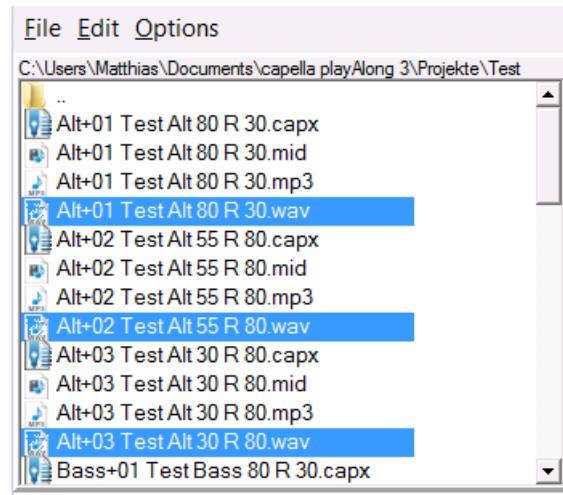 File Edit Options
C:\Users\Matthias\Documents\capella playAlong 3\Projekte\Test
..
Alt+01 Test Alt 80 R 30.capx
Alt+01 Test Alt 80 R 30.mid
Alt+01 Test Alt 80 R 30.mp3
Alt+01 Test Alt 80 R 30.wav
Alt+02 Test Alt 55 R 80.capx
Alt+02 Test Alt 55 R 80.mid
Alt+02 Test Alt 55 R 80.mp3
Alt+02 Test Alt 55 R 80.wav
Alt+03 Test Alt 30 R 80.capx
Alt+03 Test Alt 30 R 80.mid
Alt+03 Test Alt 30 R 80.mp3
Alt+03 Test Alt 30 R 80.wav
Bass+01 Test Bass 80 R 30.capx